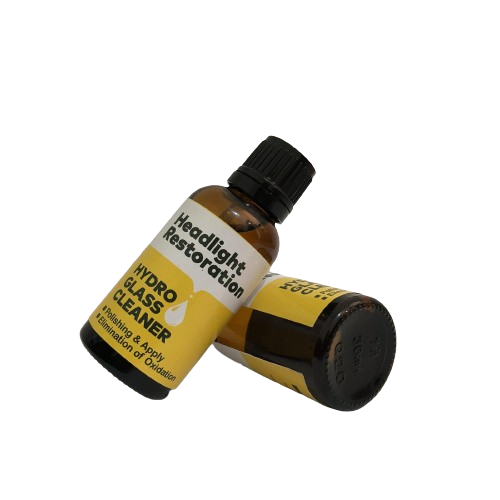 Headlight
Restoration
HYDRO
GLASS
CLEANER
# Polishing & Apply
# Elimination of Oxidation